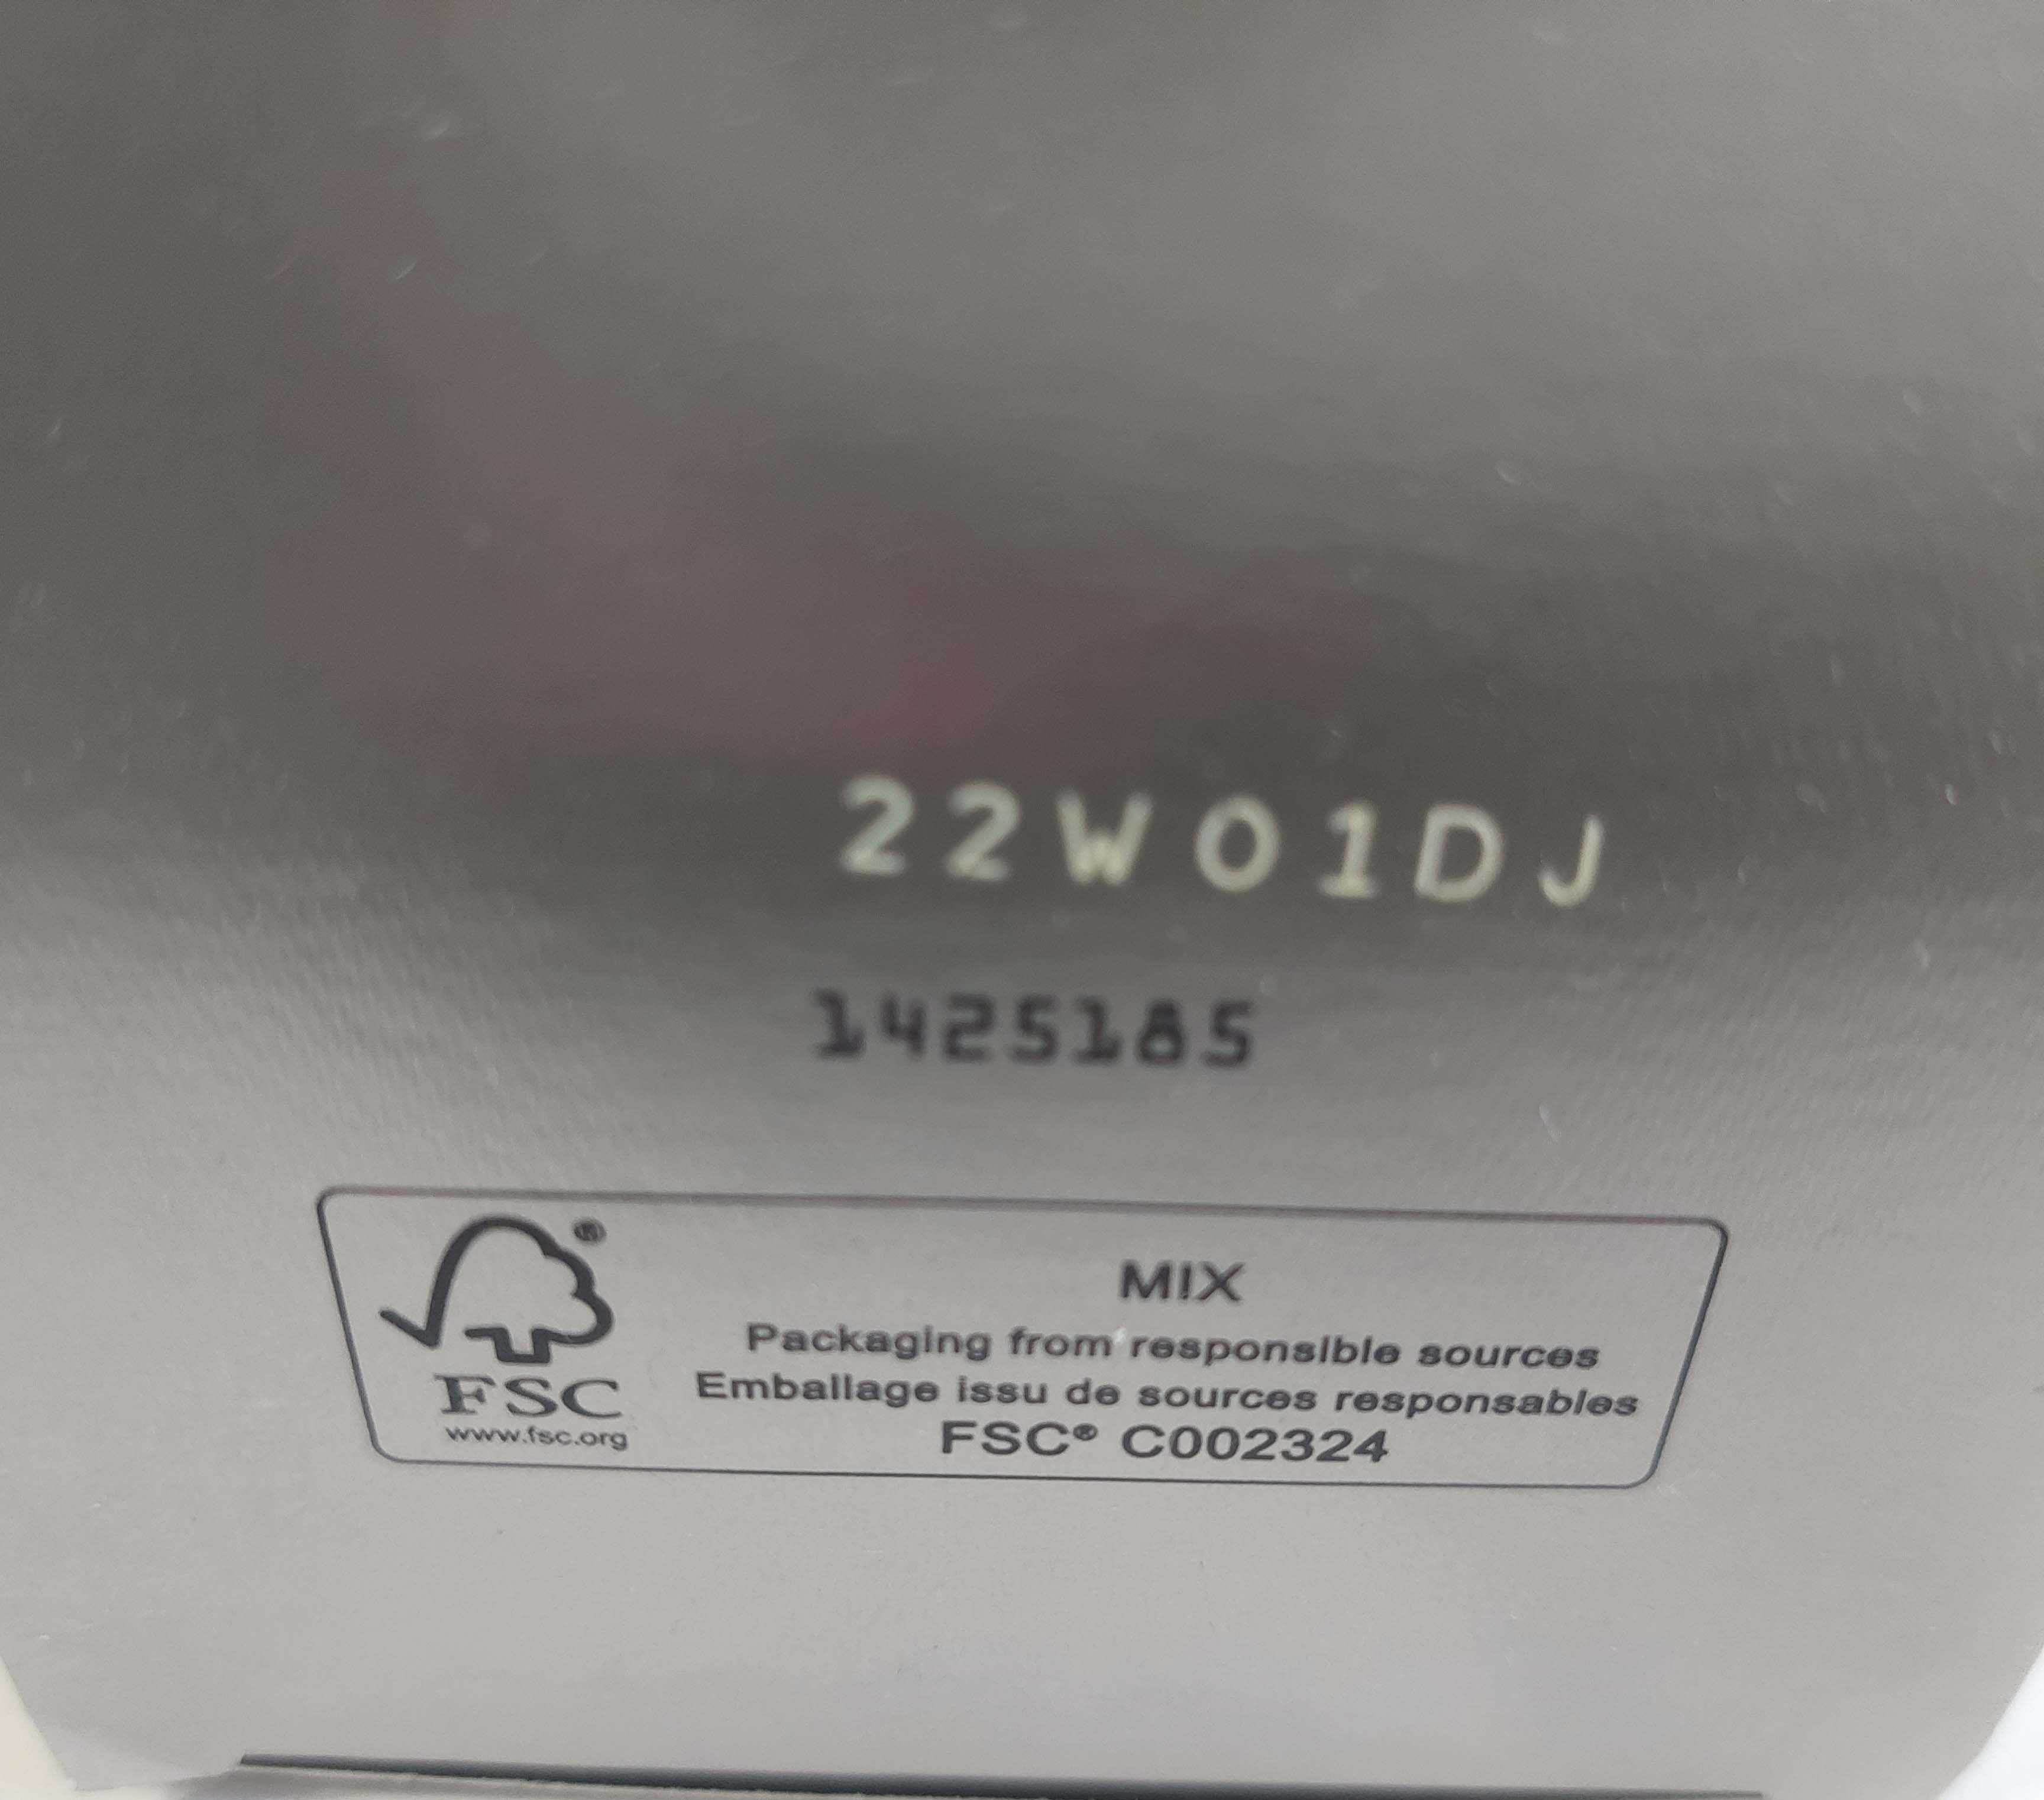 22W01DJ
1425185
®
FSC
www.fsc.org
MIX
Packaging from responsible sources
Emballage issu de sources responsables
FSC® C002324